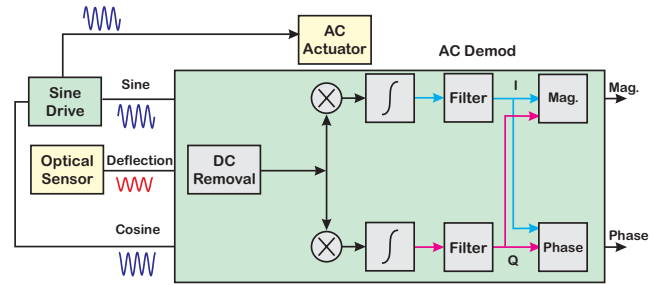 AC
Actuator
AC Demod
Sine
Drive
Sine
Optical
Sensor
Deflection
Cosine
DC
Removal
∫
Filter
I
Mag.
Mag.
∫
Filter
Q
Phase
Phase